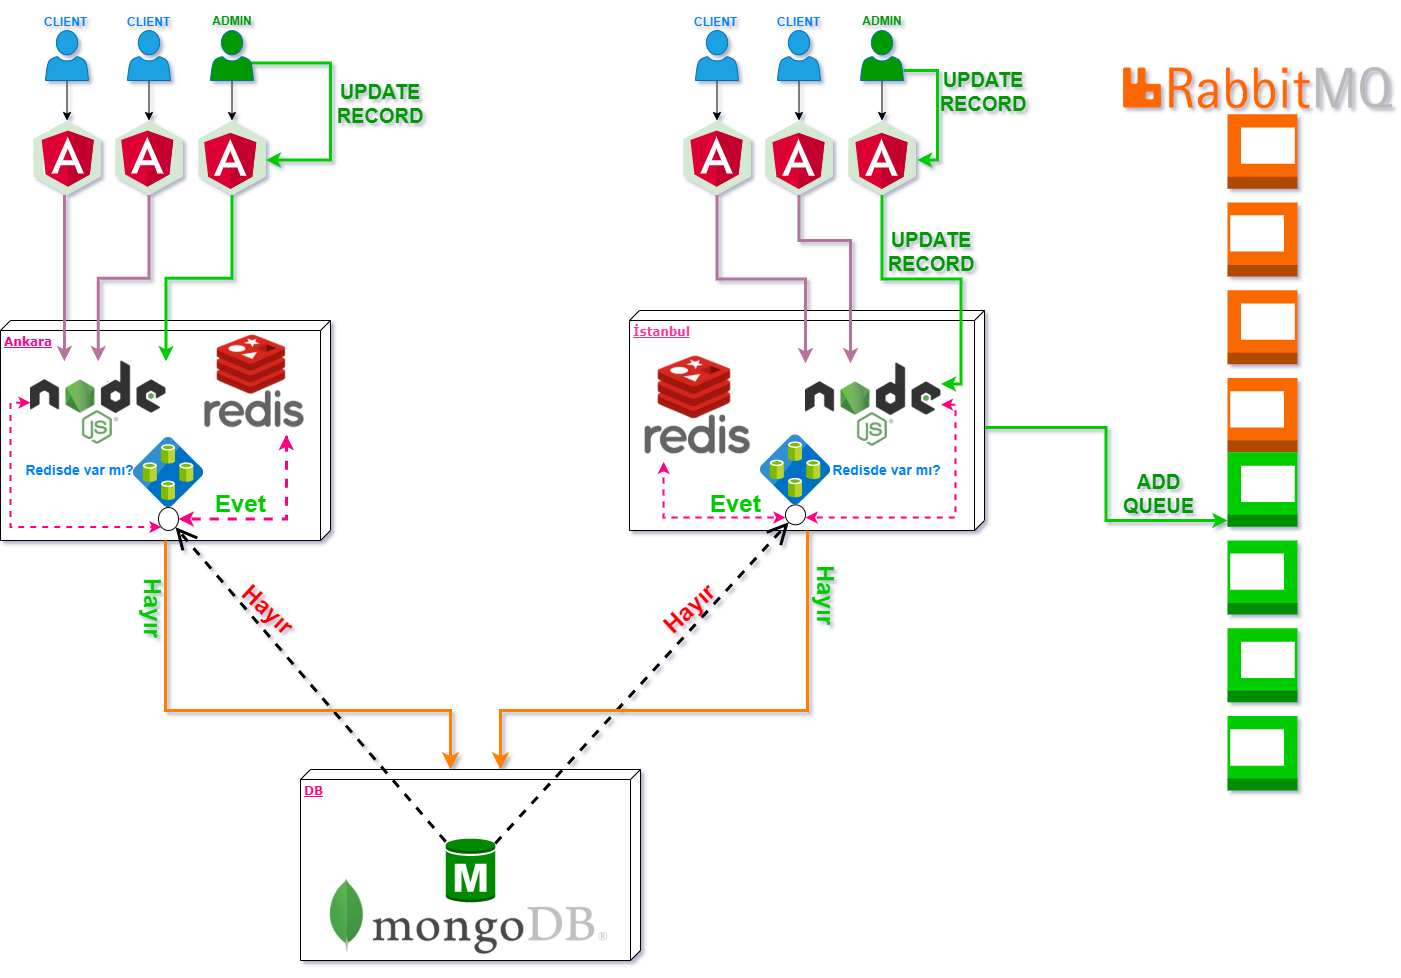 CLIENT
CLIENT
ADMIN
UPDATE
RECORD
CLIENT
CLIENT
ADMIN
UPDATE
RECORD
RabbitMQ
UPDATE
RECORD
Ankara
node
JS
redis
Redisde var mı?
Evet
İstanbul
redis
node
JS
Redisde var mı?
Evet
ADD
QUEUE
Hayır
Hayır
Hayır
Hayır
DB
M
mongoDB®